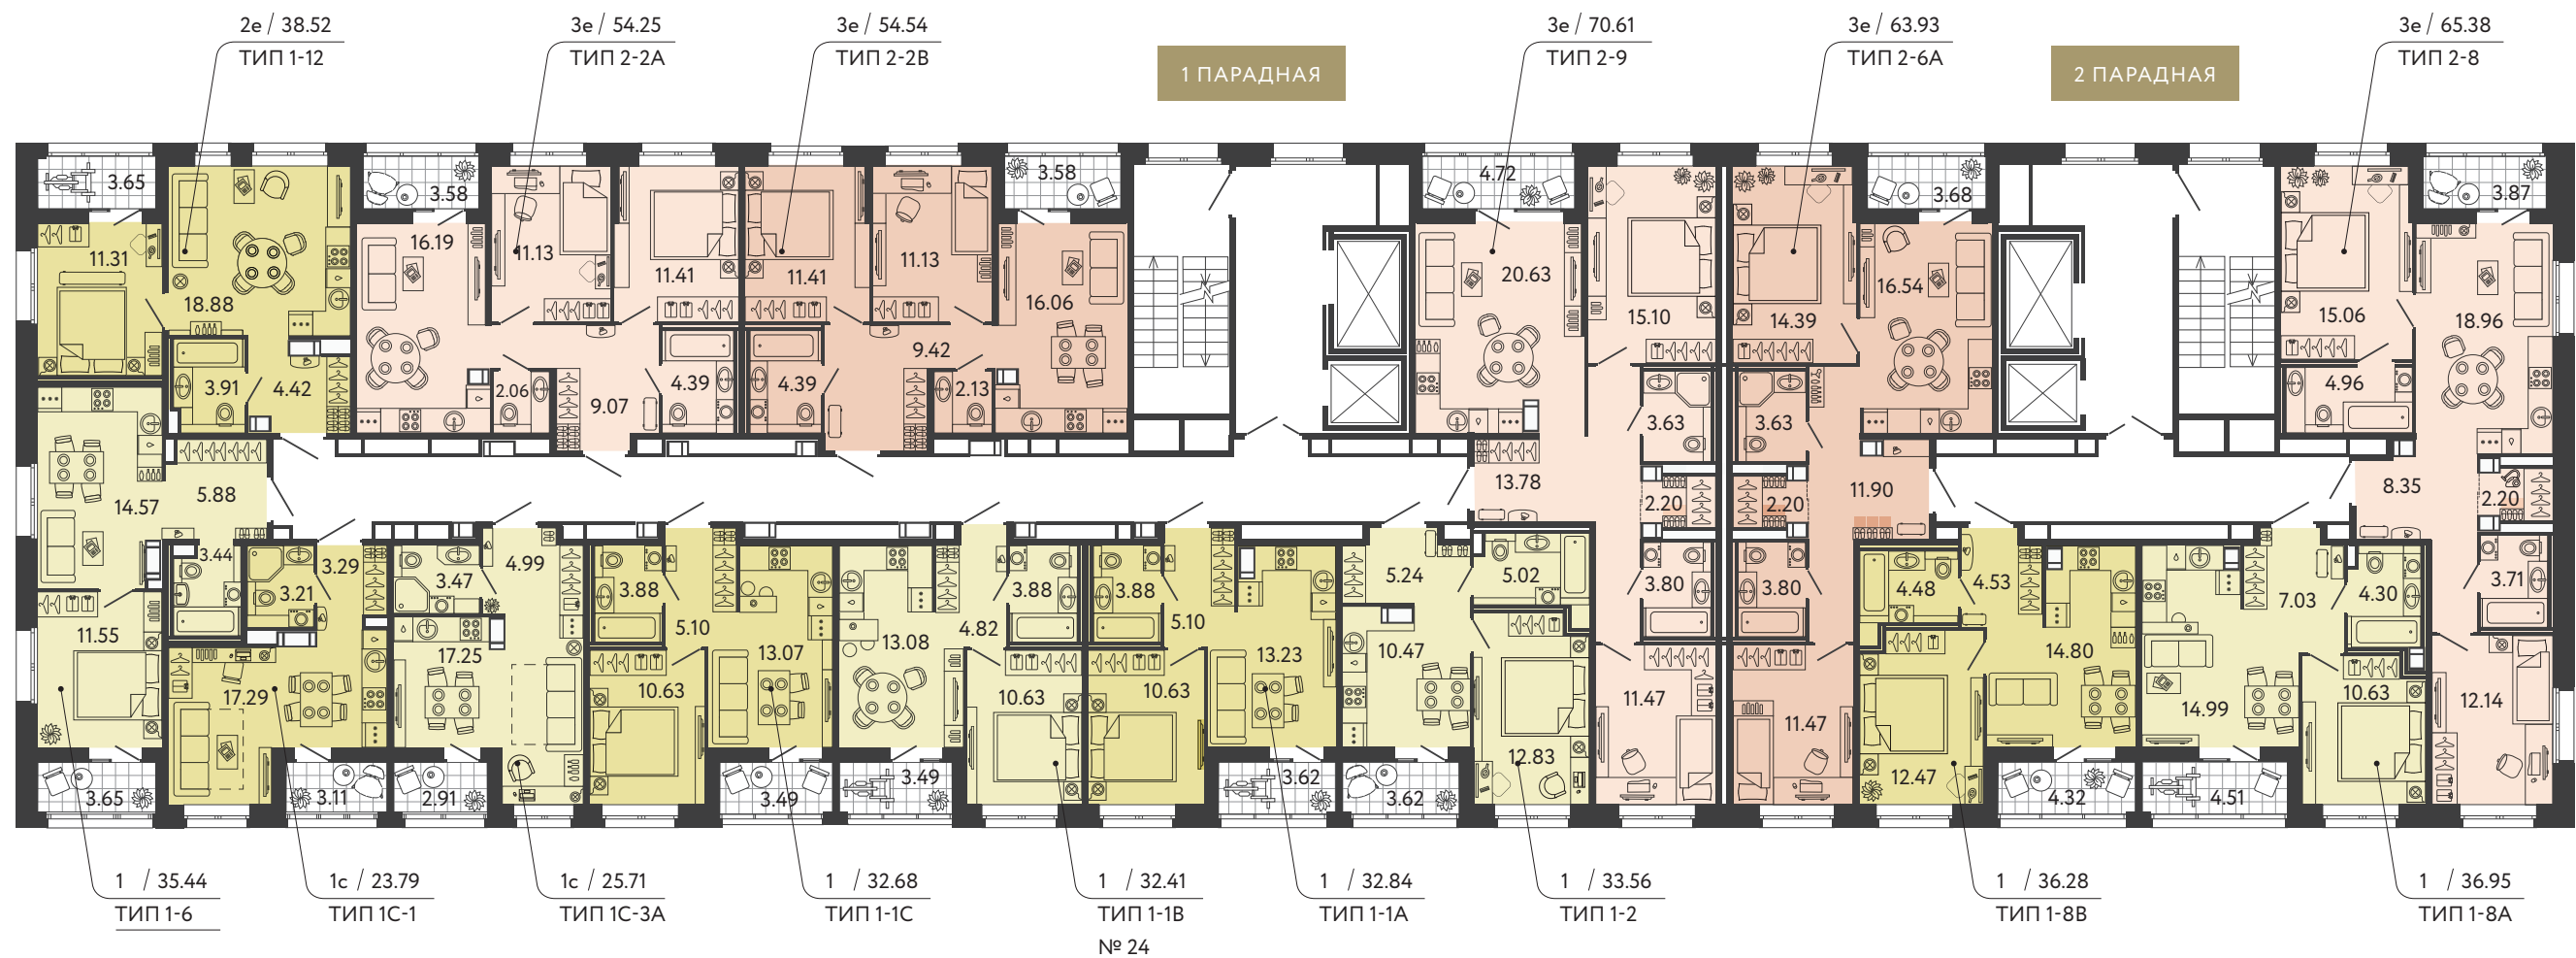 2е / 38.52
ТИП 1-12
3е / 54.25
ТИП 2-2А
3е / 54.54
ТИП 2-2В
1 ПАРАДНАЯ
3е / 70.61
ТИП 2-9
3е / 63.93
ТИП 2-6А
2 ПАРАДНАЯ
3е / 65.38
ТИП 2-8
3.65
11.31
18.88
3.91
4.42
3.58
16.19
11.13
11.41
2.06
9.07
4.39
11.41
11.13
3.58
16.06
4.39
9.42
2.13
4.72
20.63
15.10
3.63
13.78
2.20
3.80
11.47
14.39
3.68
16.54
3.63
2.20
11.90
3.80
11.47
15.06
3.87
18.96
4.96
8.35
2.20
3.71
12.14
14.57
5.88
3.44
11.55
3.65
3.29
3.21
17.29
3.11
3.47
4.99
17.25
2.91
3.88
5.10
13.07
10.63
3.49
13.08
4.82
3.88
10.63
3.49
3.88
5.10
13.23
10.63
3.62
5.24
5.02
10.47
12.83
3.62
4.48
4.53
14.80
12.47
4.32
7.03
4.30
14.99
10.63
4.51
1 / 35.44
ТИП 1-6
1с / 23.79
ТИП 1С-1
1с / 25.71
ТИП 1С-3А
1 / 32.68
ТИП 1-1С
1 / 32.41
ТИП 1-1В
№ 24
1 / 32.84
ТИП 1-1А
1 / 33.56
ТИП 1-2
1 / 36.28
ТИП 1-8В
1 / 36.95
ТИП 1-8А